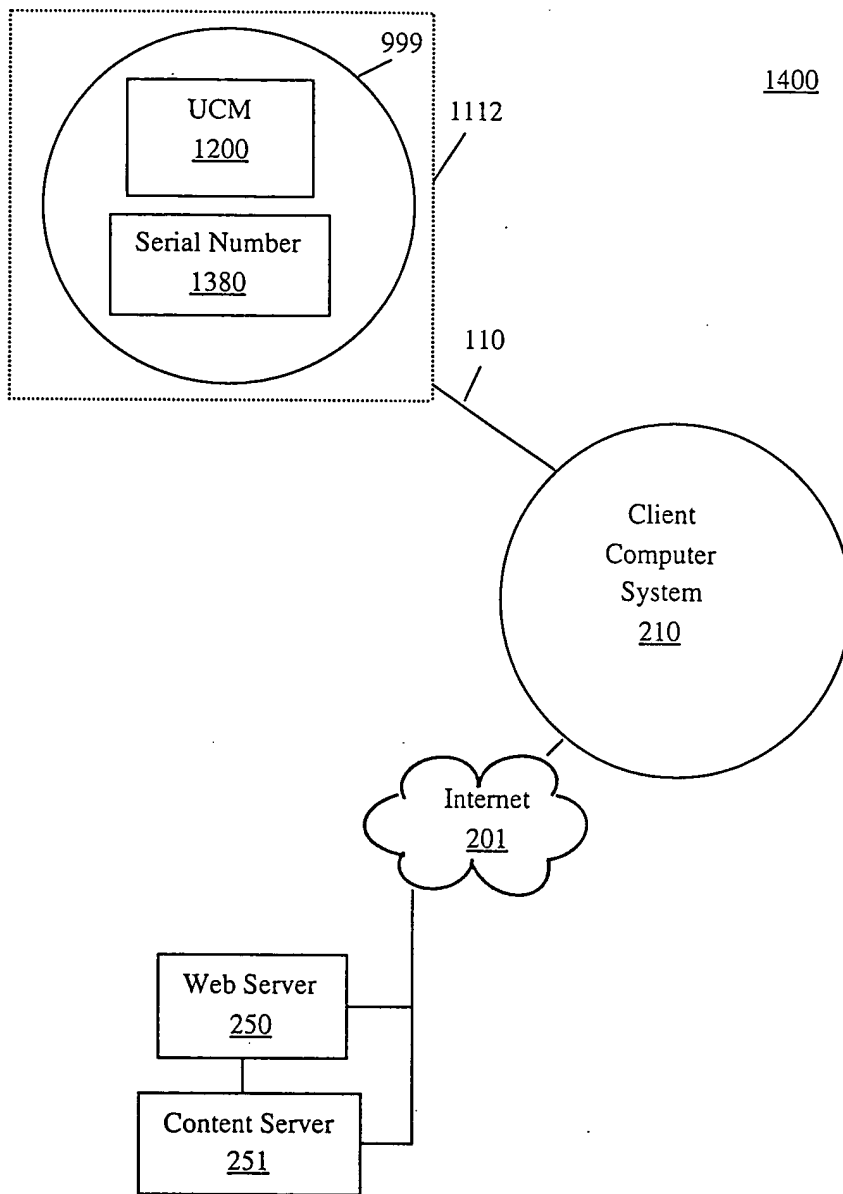 999
1400
UCM
1200
1112
Serial Number
1380
110
Client
Computer
System
210
Internet
201
Web Server
250
Content Server
251